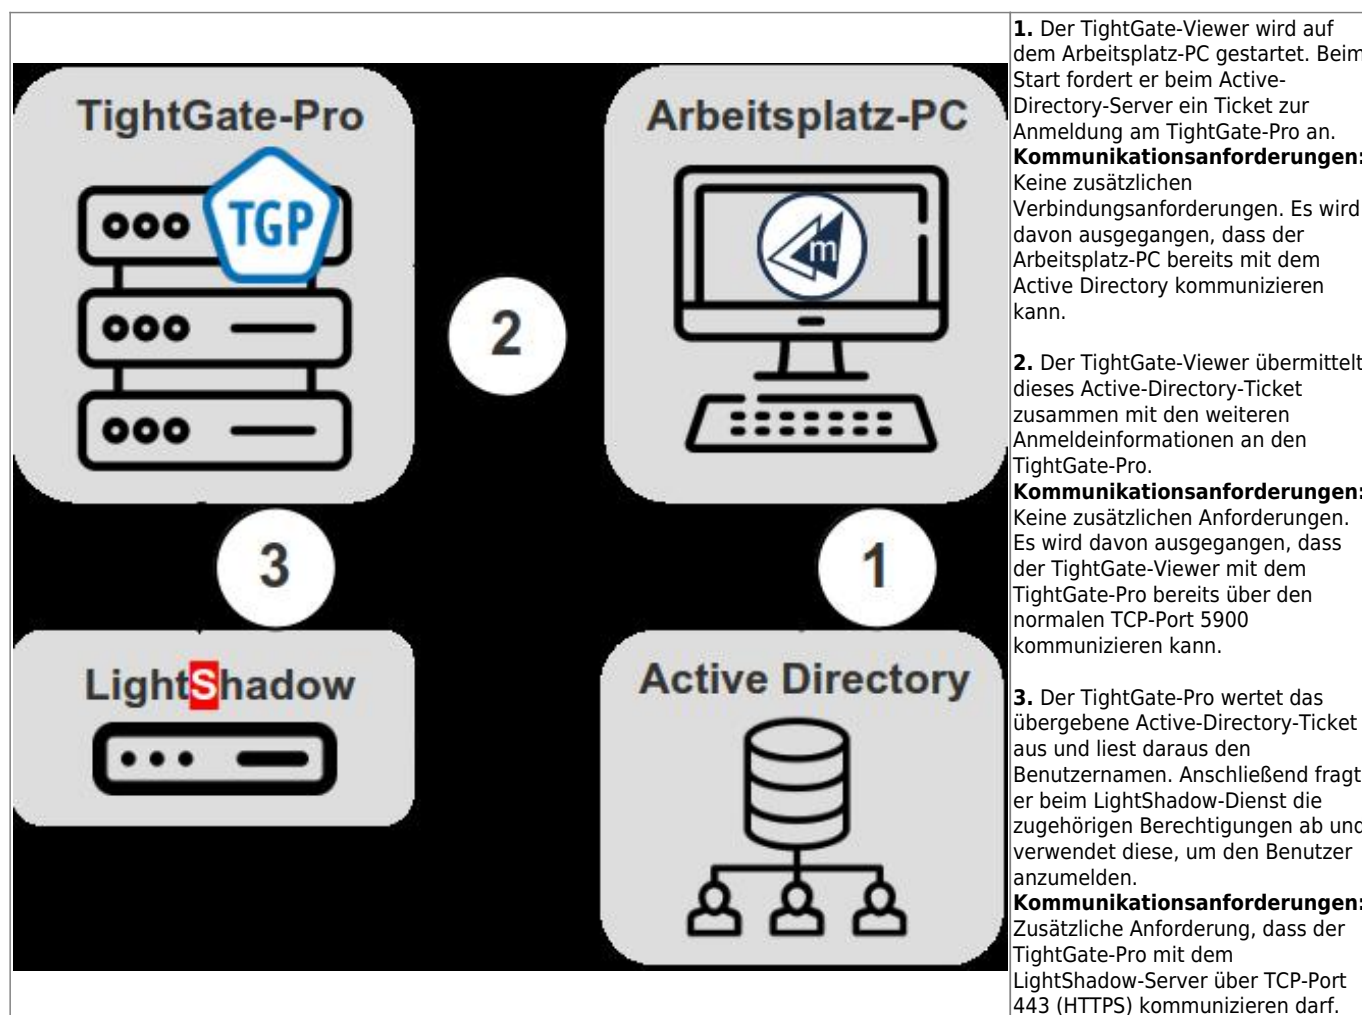 TightGate-Pro
TGP
Arbeitsplatz-PC
m
2
3
1
LightShadow
Active Directory
1. Der TightGate-Viewer wird auf
dem Arbeitsplatz-PC gestartet. Beim
Start fordert er beim Active-
Directory-Server ein Ticket zur
Anmeldung am TightGate-Pro an.
Kommunikationsanforderungen:
Keine zusätzlichen
Verbindungsanforderungen. Es wird
davon ausgegangen, dass der
Arbeitsplatz-PC bereits mit dem
Active Directory kommunizieren
kann.
2. Der TightGate-Viewer übermittelt
dieses Active-Directory-Ticket
zusammen mit den weiteren
Anmeldeinformationen an den
TightGate-Pro.
Kommunikationsanforderungen:
Keine zusätzlichen Anforderungen.
Es wird davon ausgegangen, dass
der TightGate-Viewer mit dem
TightGate-Pro bereits über den
normalen TCP-Port 5900
kommunizieren kann.
3. Der TightGate-Pro wertet das
übergebene Active-Directory-Ticket
aus und liest daraus den
Benutzernamen. Anschließend fragt
er beim LightShadow-Dienst die
zugehörigen Berechtigungen ab und
verwendet diese, um den Benutzer
anzumelden.
Kommunikationsanforderungen:
Zusätzliche Anforderung, dass der
TightGate-Pro mit dem
LightShadow-Server über TCP-Port
443 (HTTPS) kommunizieren darf.